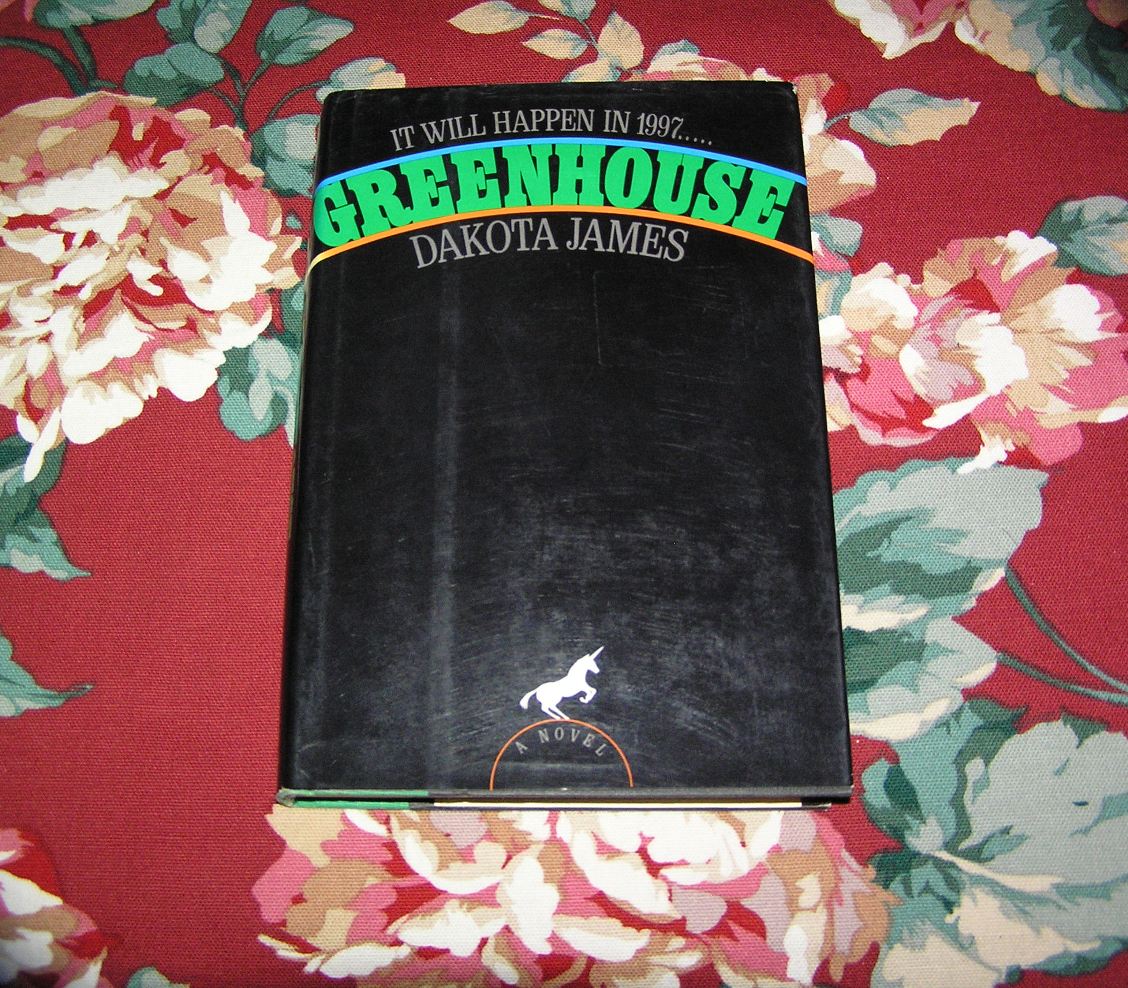 IT WILL HAPPEN IN 1997.....
GREENHOUSE
DAKOTA JAMES
A NOVEL